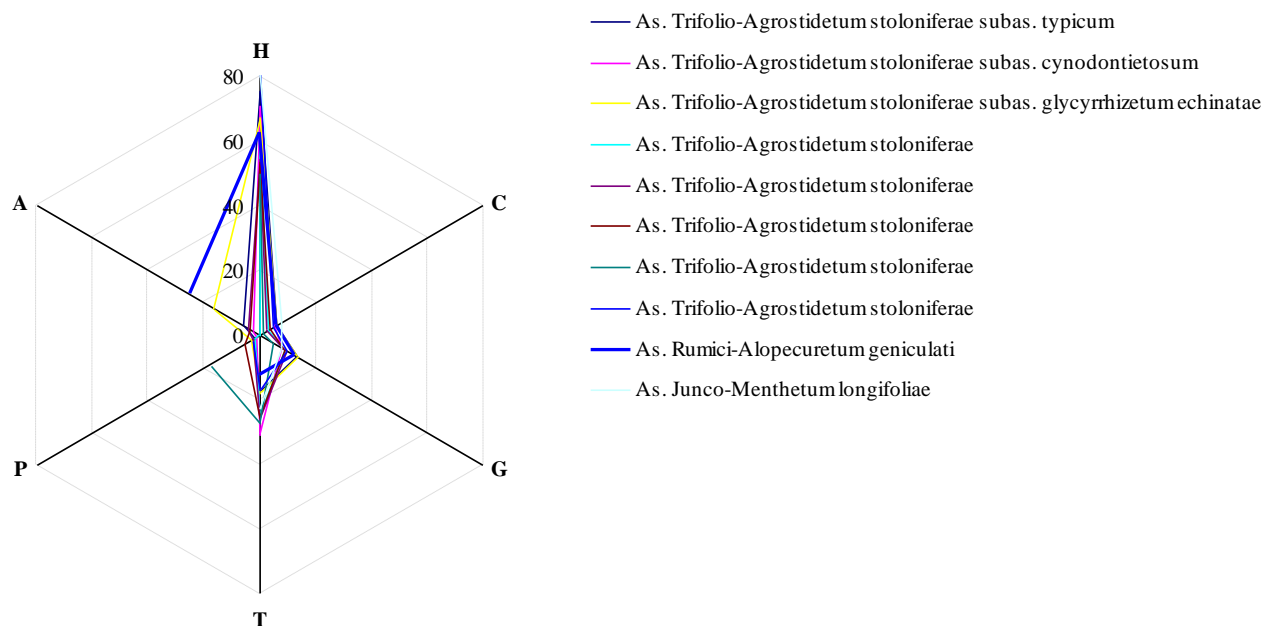 H
80
60
40
20
0
A
C
P
G
T
As. Trifolio-Agrostidetum stoloniferae subas. typicum
As. Trifolio-Agrostidetum stoloniferae subas. cynodontietosum
As. Trifolio-Agrostidetum stoloniferae subas. glycyrrhizetum echinatae
As. Trifolio-Agrostidetum stoloniferae
As. Trifolio-Agrostidetum stoloniferae
As. Trifolio-Agrostidetum stoloniferae
As. Trifolio-Agrostidetum stoloniferae
As. Trifolio-Agrostidetum stoloniferae
As. Rumici-Alopecuretum geniculati
As. Junco-Menthetum longifoliae